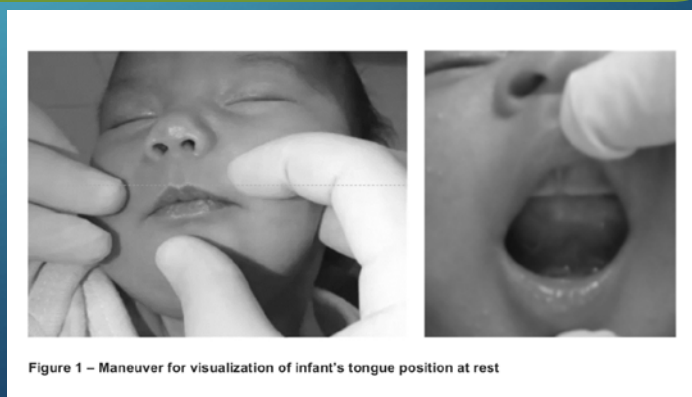 Figure 1 – Maneuver for visualization of infant's tongue position at rest